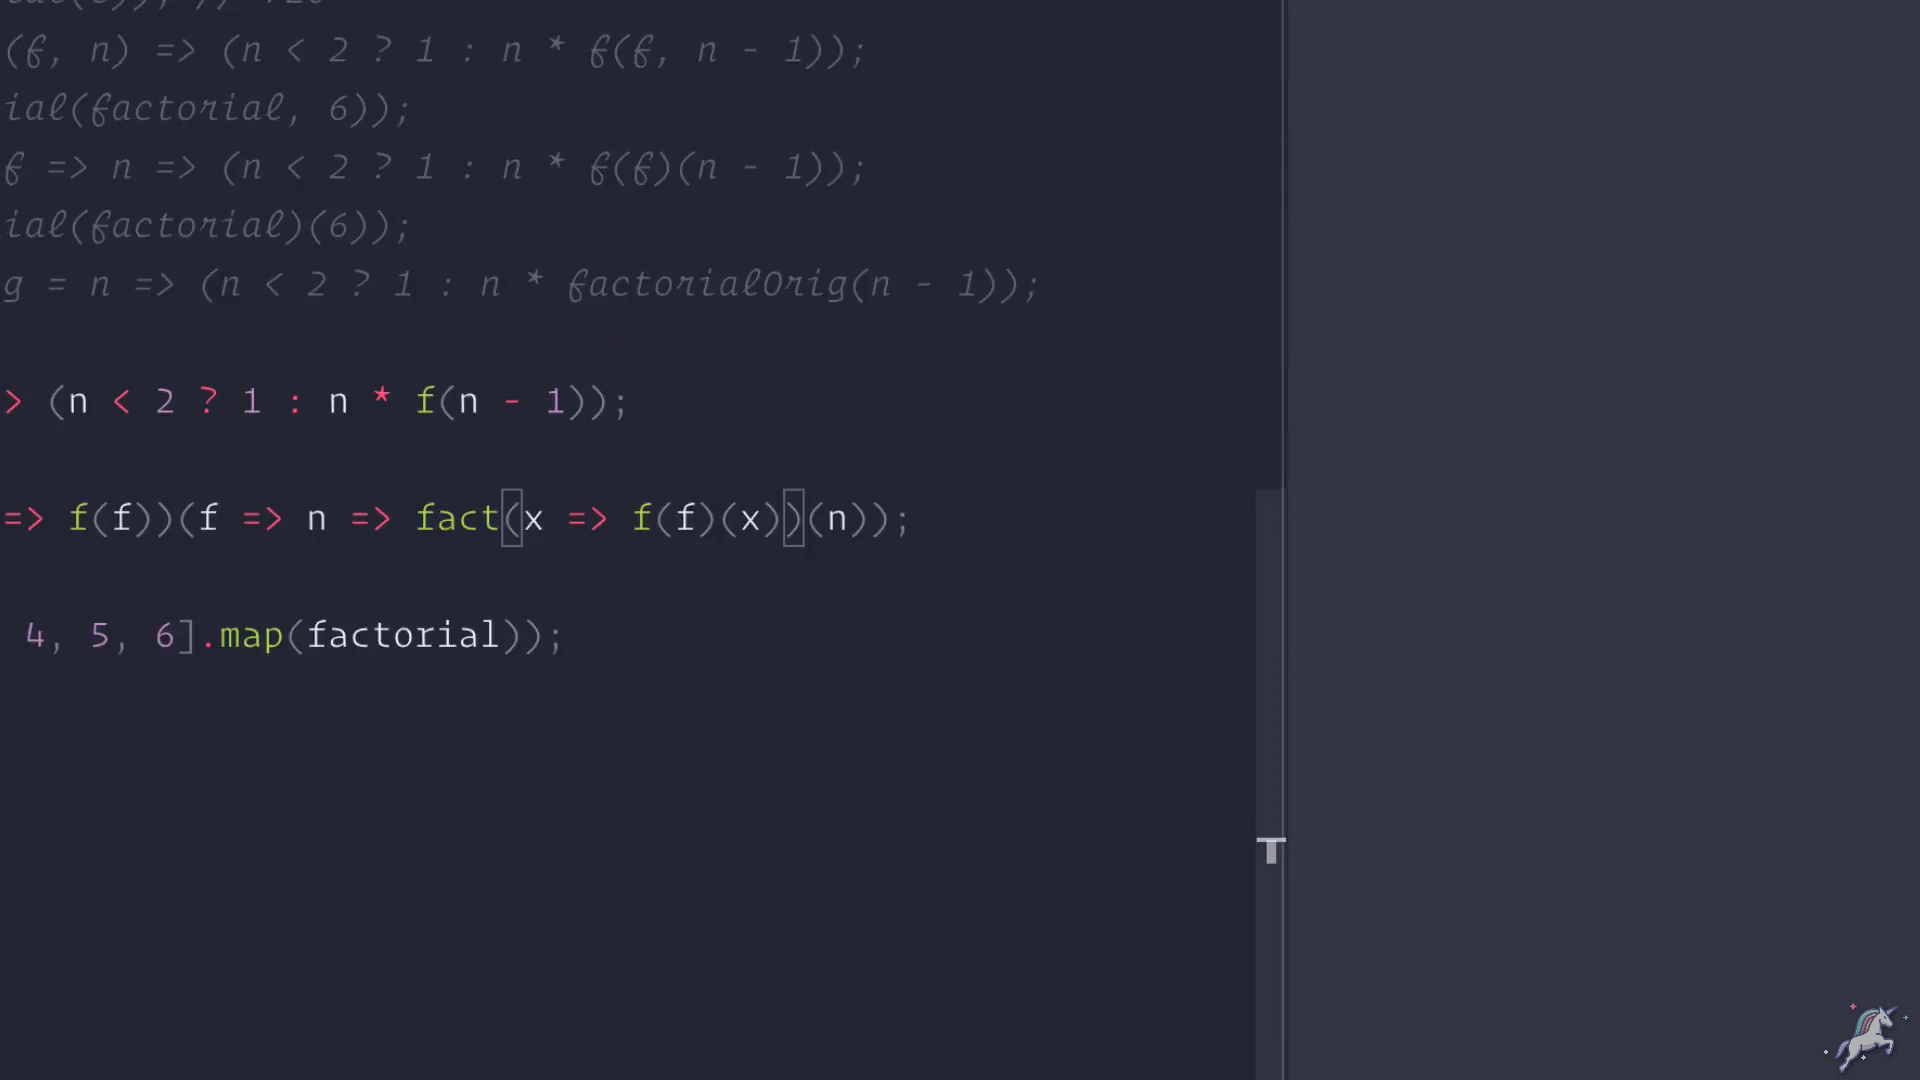 (f, n) => (n < 2 ? 1 : n * f(f, n - 1));
ial(factorial, 6));
f => n => (n < 2 ? 1 : n * f(f)(n - 1));
ial(factorial)(6));
g = n => (n < 2 ? 1 : n * factorialOrig(n - 1));
> (n < 2 ? 1 : n * f(n - 1));
=> f(f))(f => n => fact(x => f(f)(x))(n));
4, 5, 6].map(factorial));